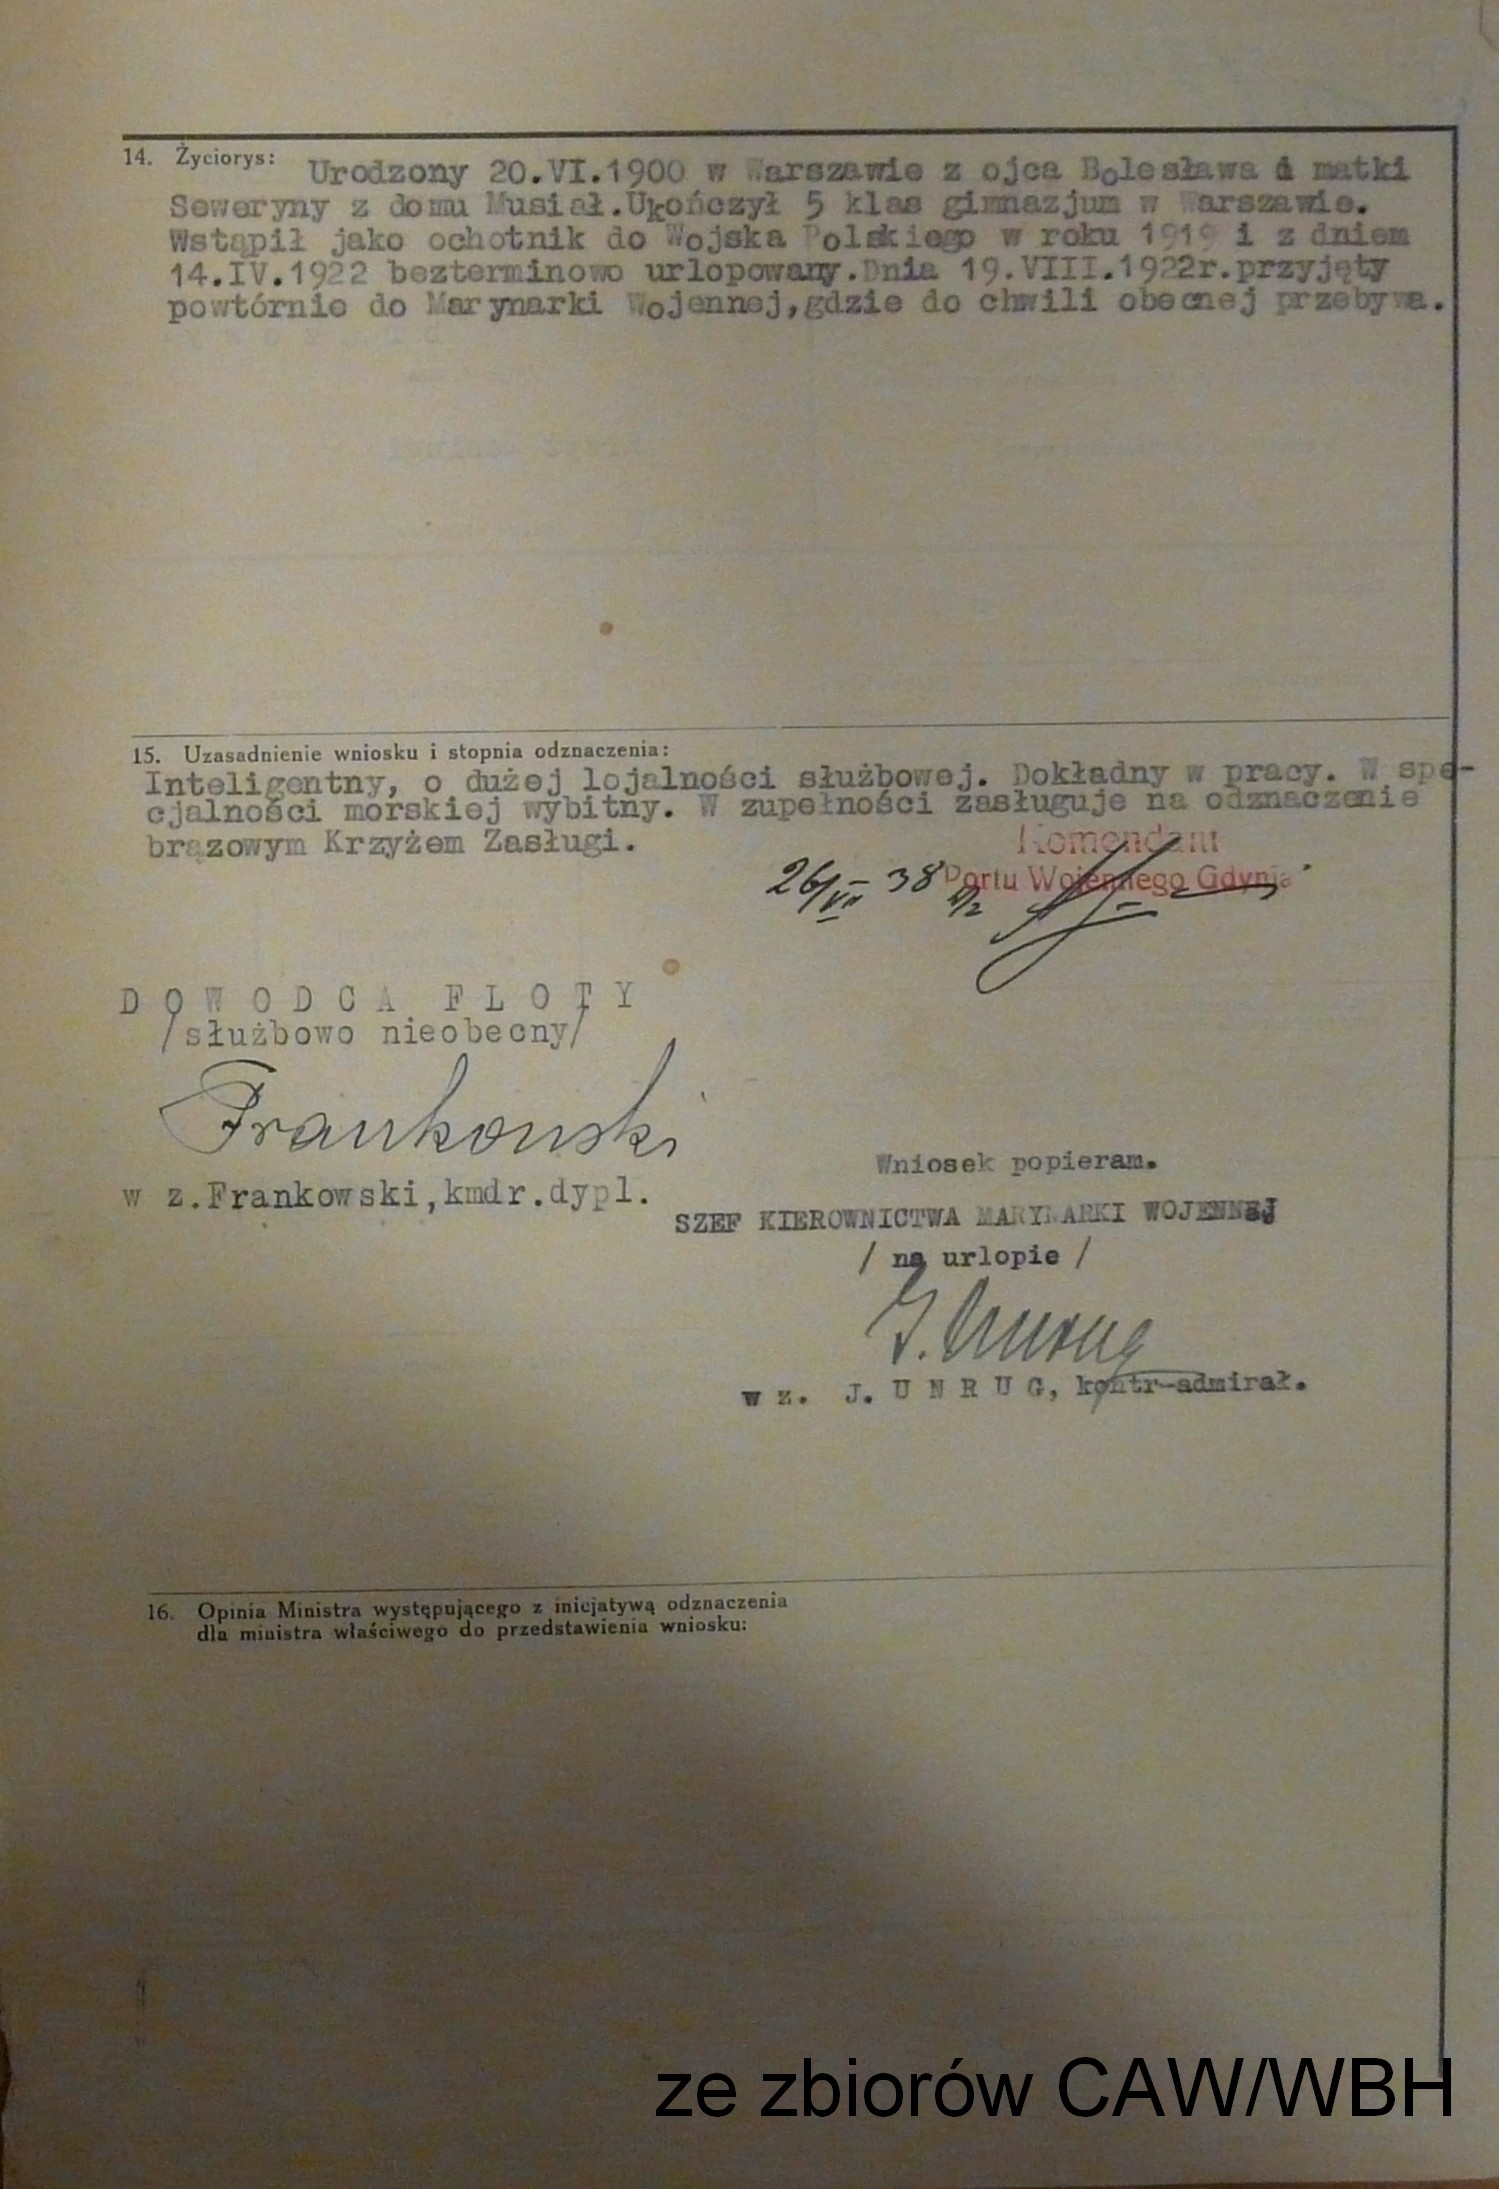 14. Życiorys:
Urodzony 20.VI.1900 w Warszawie z ojca Bolesława i matki
Seweryny z domu Musiał.Ukończył 5 klas gimnazjum w Warszawie.
Wstąpił jako ochotnik do Wojska Polskiego w roku 1919 i z dniem
14.IV.1922 bezterminowo urlopowany.Dnia 19.VIII.1922r.przyjęty
powtórnie do Marynarki Wojennej,gdzie do chwili obecnej przebywa.
15. Uzasadnienie wniosku i stopnia odznaczenia:
Inteligentny, o dużej lojalności służbowej. Dokładny w pracy. W spe-
cjalności morskiej wybitny. W zupełności zasługuje na odznaczenie
brązowym Krzyżem Zasługi.
Komendant
26/VII 38 Portu Wojennego Gdynia
DOWODCA FLOTY
/służbowo nieobecny/
Frankowski
w z.Frankowski,kmdr.dypl.
Wniosek popieram.
SZEF KIEROWNICTWA MARYNARKI WOJENNEJ
/ na urlopie /
J. Unrug
w z. J. UNRUG, kontr-admirał.
16. Opinia Ministra występującego z inicjatywą odznaczenia
dla ministra właściwego do przedstawienia wniosku:
ze zbiorów CAW/WBH